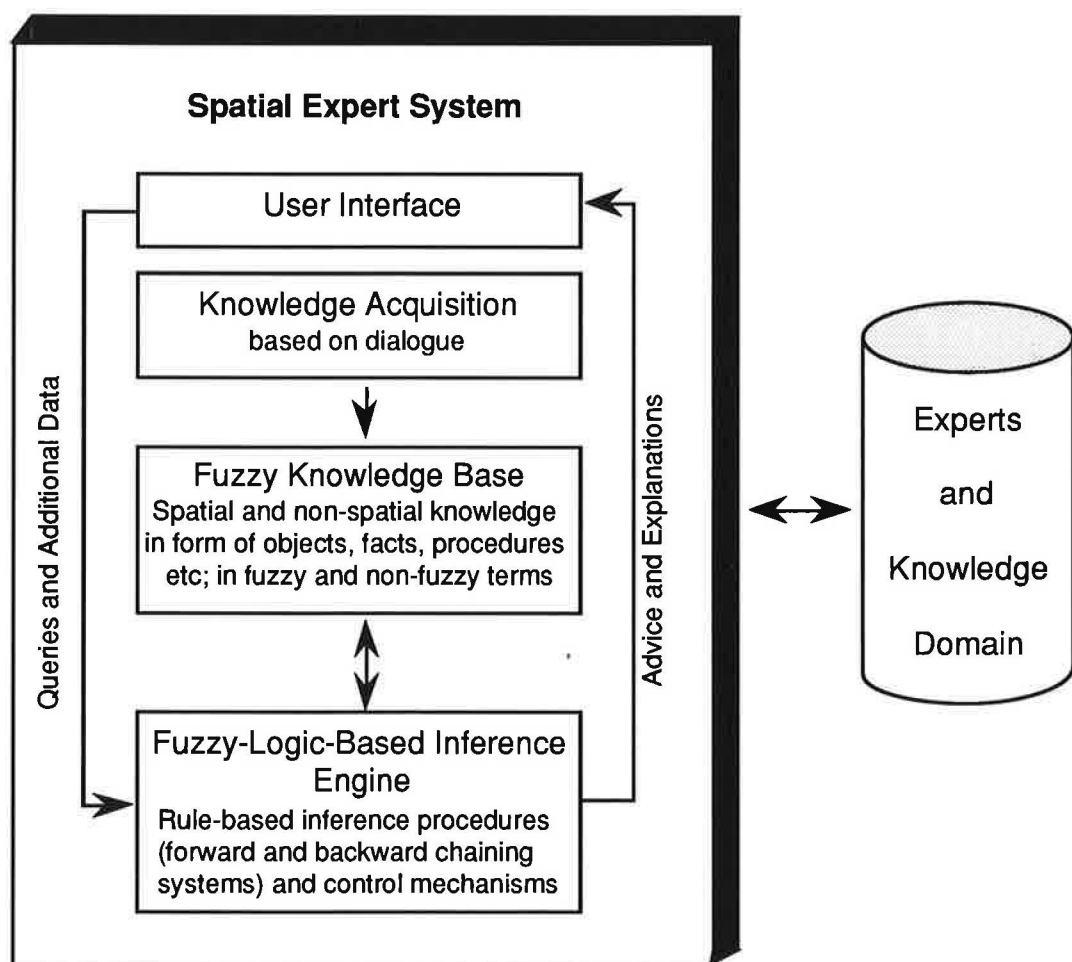 Spatial Expert System
User Interface
Knowledge Acquisition
based on dialogue
Fuzzy Knowledge Base
Spatial and non-spatial knowledge
in form of objects, facts, procedures
etc; in fuzzy and non-fuzzy terms
Fuzzy-Logic-Based Inference
Engine
Rule-based inference procedures
(forward and backward chaining
systems) and control mechanisms
Queries and Additional Data
Advice and Explanations
Experts
and
Knowledge
Domain